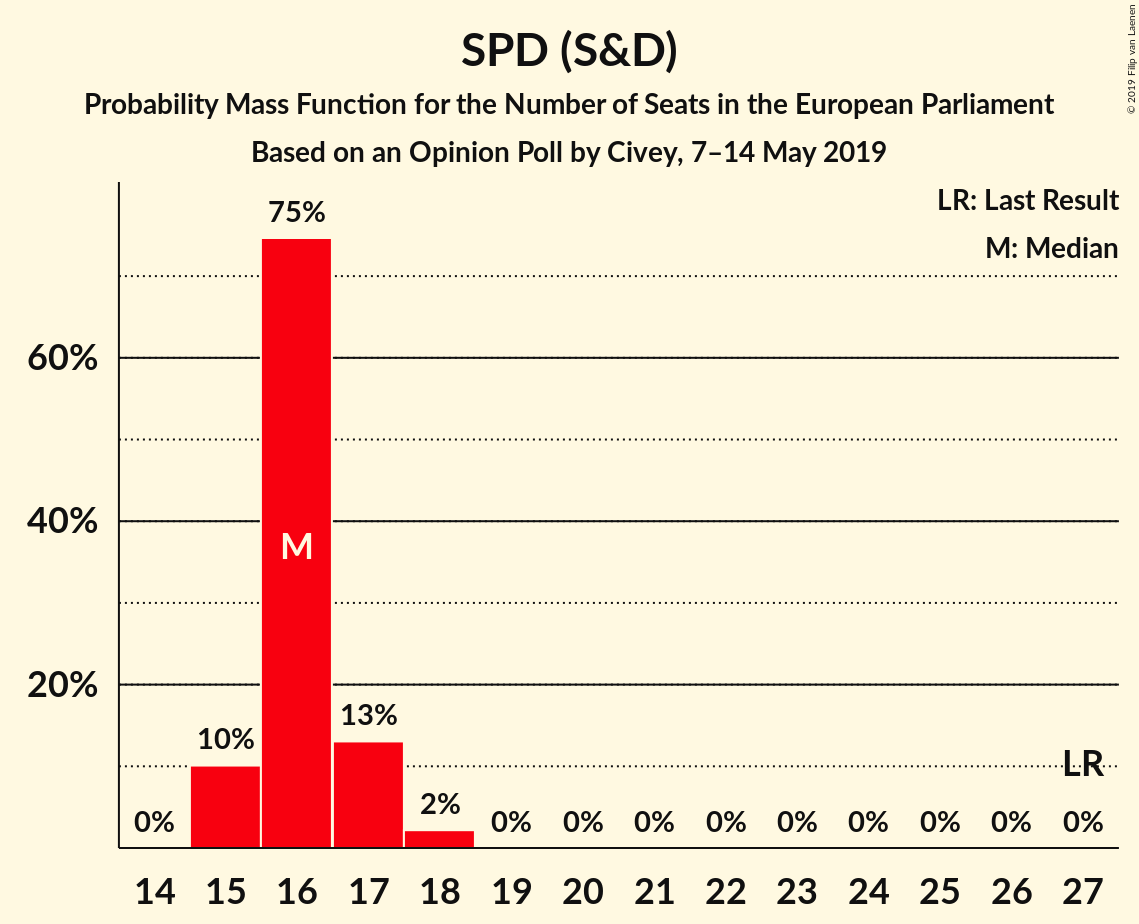 SPD (S&D)
Probability Mass Function for the Number of Seats in the European Parliament
Based on an Opinion Poll by Civey, 7–14 May 2019
© 2019 Filip van Laenen
LR: Last Result
M: Median
75%
60%
40%
M
20%
13%
10%
LR
2%
0% 0% 0% 0% 0% 0% 0% 0% 0% 0%
14 15 16 17 18 19 20 21 22 23 24 25 26 27